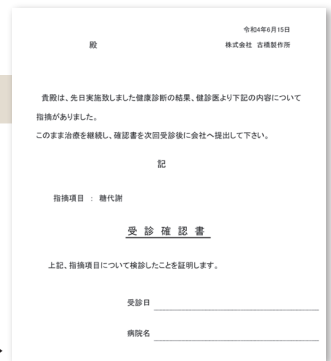 令和4年6月15日
殿
株式会社 古橋製作所
貴殿は、先日実施致しました健康診断の結果、健診医より下記の内容について
指摘がありました。
このまま治療を継続し、確認書を次回受診後に会社へ提出して下さい。
記
指摘項目 : 糖代謝
受 診 確 認 書
上記、指摘項目について検診したことを証明します。
受診日
病院名